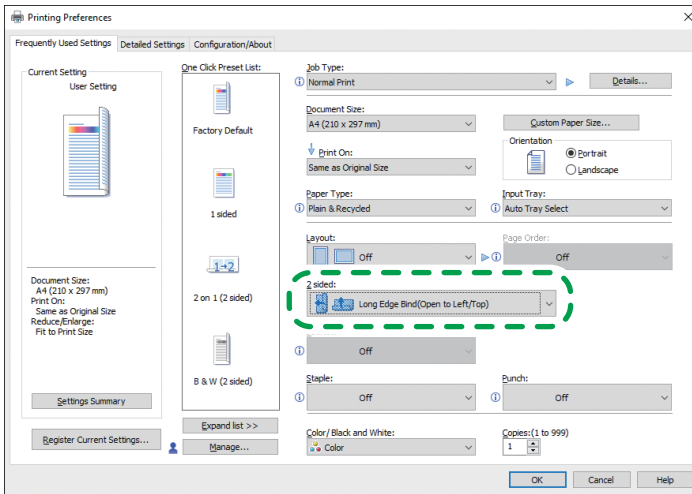 Printing Preferences
Frequently Used Settings
Detailed Settings
Configuration/About
Current Setting
User Setting
Document Size:
A4 (210 x 297 mm)
Print On:
Same as Original Size
Reduce/Enlarge:
Fit to Print Size
Settings Summary
Register Current Settings...
One Click Preset List:
Factory Default
1 sided
1→2
2 on 1 (2 sided)
B & W (2 sided)
Expand list >>
Manage...
Job Type:
Normal Print
Details...
Document Size:
A4 (210 x 297 mm)
Custom Paper Size...
Print On:
Same as Original Size
Orientation
Portrait
Landscape
Paper Type:
Plain & Recycled
Input Tray:
Auto Tray Select
Layout:
Off
Page Order:
Off
2 sided:
Long Edge Bind(Open to Left/Top)
Off
Staple:
Off
Punch:
Off
Color/ Black and White:
Color
Copies:(1 to 999)
1
OK
Cancel
Help